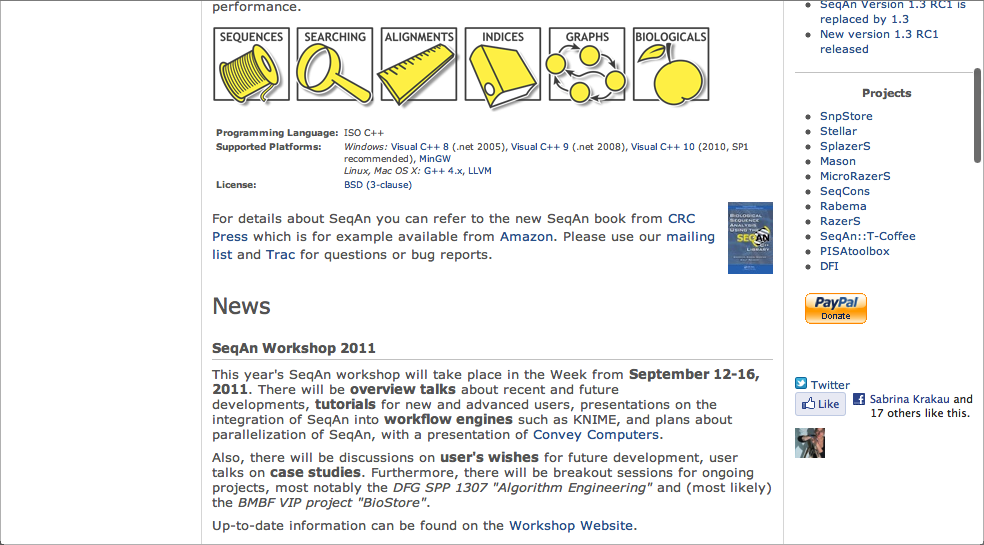 performance.
SEQUENCES SEARCHING ALIGNMENTS INDICES GRAPHS BIOLOGICALS
Programming Language: ISO C++
Supported Platforms: Windows: Visual C++ 8 (.net 2005), Visual C++ 9 (.net 2008), Visual C++ 10 (2010, SP1
recommended), MinGW
Linux, Mac OS X: G++ 4.x, LLVM
License: BSD (3-clause)
For details about SeqAn you can refer to the new SeqAn book from CRC
Press which is for example available from Amazon. Please use our mailing
list and Trac for questions or bug reports.
BIOLOGICAL
SEQUENCE
ANALYSIS
USING THE
SEQAN
C++
LIBRARY
News
SeqAn Workshop 2011
This year's SeqAn workshop will take place in the Week from September 12-16,
2011. There will be overview talks about recent and future
developments, tutorials for new and advanced users, presentations on the
integration of SeqAn into workflow engines such as KNIME, and plans about
parallelization of SeqAn, with a presentation of Convey Computers.
Also, there will be discussions on user's wishes for future development, user
talks on case studies. Furthermore, there will be breakout sessions for ongoing
projects, most notably the DFG SPP 1307 "Algorithm Engineering" and (most likely)
the BMBF VIP project "BioStore".
Up-to-date information can be found on the Workshop Website.
SeqAn Version 1.3 RC1 is
replaced by 1.3
New version 1.3 RC1
released
Projects
SnpStore
Stellar
SplazerS
Mason
MicroRazerS
SeqCons
Rabema
RazerS
SeqAn::T-Coffee
PISAtoolbox
DFI
PayPal
Donate
Twitter
Like
Sabrina Krakau and
17 others like this.